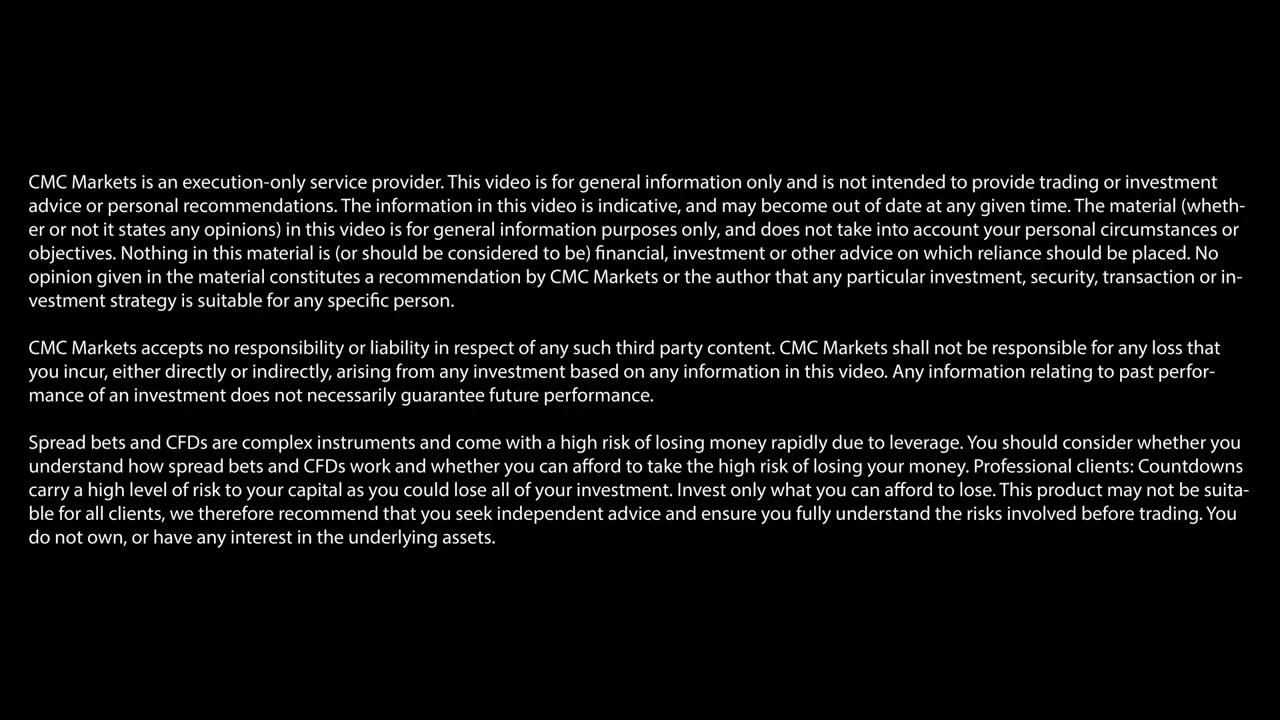 CMC Markets is an execution-only service provider. This video is for general information only and is not intended to provide trading or investment
advice or personal recommendations. The information in this video is indicative, and may become out of date at any given time. The material (wheth-
er or not it states any opinions) in this video is for general information purposes only, and does not take into account your personal circumstances or
objectives. Nothing in this material is (or should be considered to be) financial, investment or other advice on which reliance should be placed. No
opinion given in the material constitutes a recommendation by CMC Markets or the author that any particular investment, security, transaction or in-
vestment strategy is suitable for any specific person.
CMC Markets accepts no responsibility or liability in respect of any such third party content. CMC Markets shall not be responsible for any loss that
you incur, either directly or indirectly, arising from any investment based on any information in this video. Any information relating to past perfor-
mance of an investment does not necessarily guarantee future performance.
Spread bets and CFDs are complex instruments and come with a high risk of losing money rapidly due to leverage. You should consider whether you
understand how spread bets and CFDs work and whether you can afford to take the high risk of losing your money. Professional clients: Countdowns
carry a high level of risk to your capital as you could lose all of your investment. Invest only what you can afford to lose. This product may not be suita-
ble for all clients, we therefore recommend that you seek independent advice and ensure you fully understand the risks involved before trading. You
do not own, or have any interest in the underlying assets.